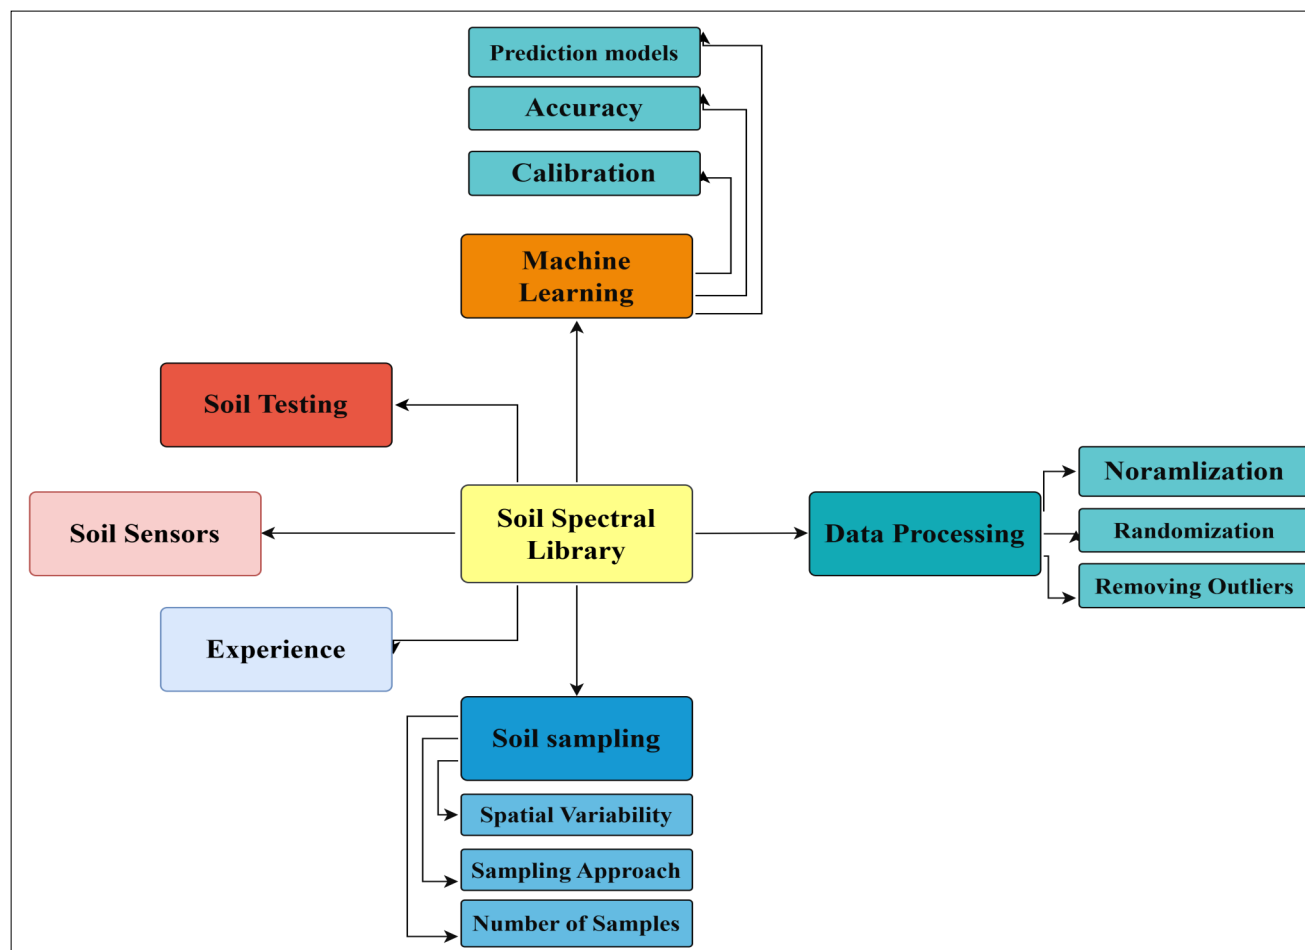 Prediction models
Accuracy
Calibration
Machine
Learning
Soil Testing
Soil Sensors
Soil Spectral
Library
Data Processing
Noramlization
Randomization
Removing Outliers
Experience
Soil sampling
Spatial Variability
Sampling Approach
Number of Samples